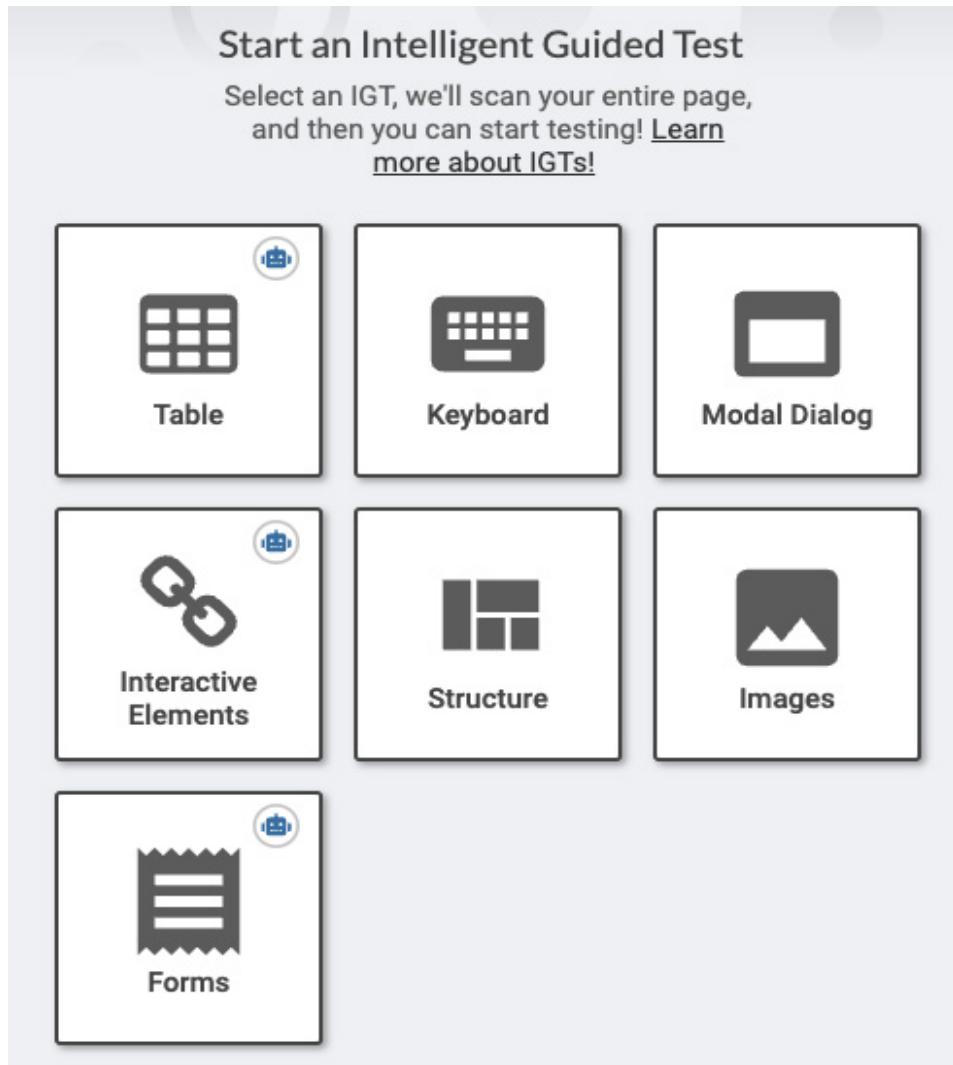 Start an Intelligent Guided Test
Select an IGT, we'll scan your entire page,
and then you can start testing! Learn
more about IGTs!
Table
Keyboard
Modal Dialog
Interactive
Elements
Structure
Images
Forms